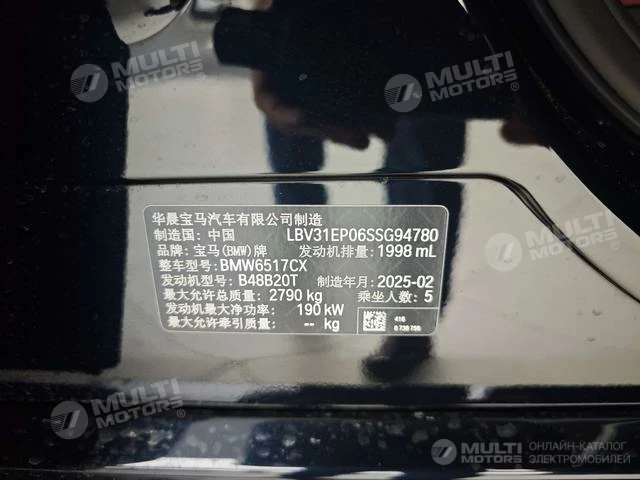 MULTI MOTORS
MULTI MOTORS
华晨宝马汽车有限公司制造
制造国: 中国 LBV31EP06SSG94780
品牌: 宝马(BMW)牌 发动机排量: 1998 mL
整车型号: BMW6517CX
发动机型号: B48B20T 制造年月: 2025-02
最大允许总质量: 2790 kg 乘坐人数: 5
发动机最大净功率: 190 kW
最大允许牵引质量: -- kg
416
MULTI MOTORS
MULTI MOTORS
MULTI MOTORS ОНЛАЙН-КАТАЛОГ ЭЛЕКТРОМОБИЛЕЙ